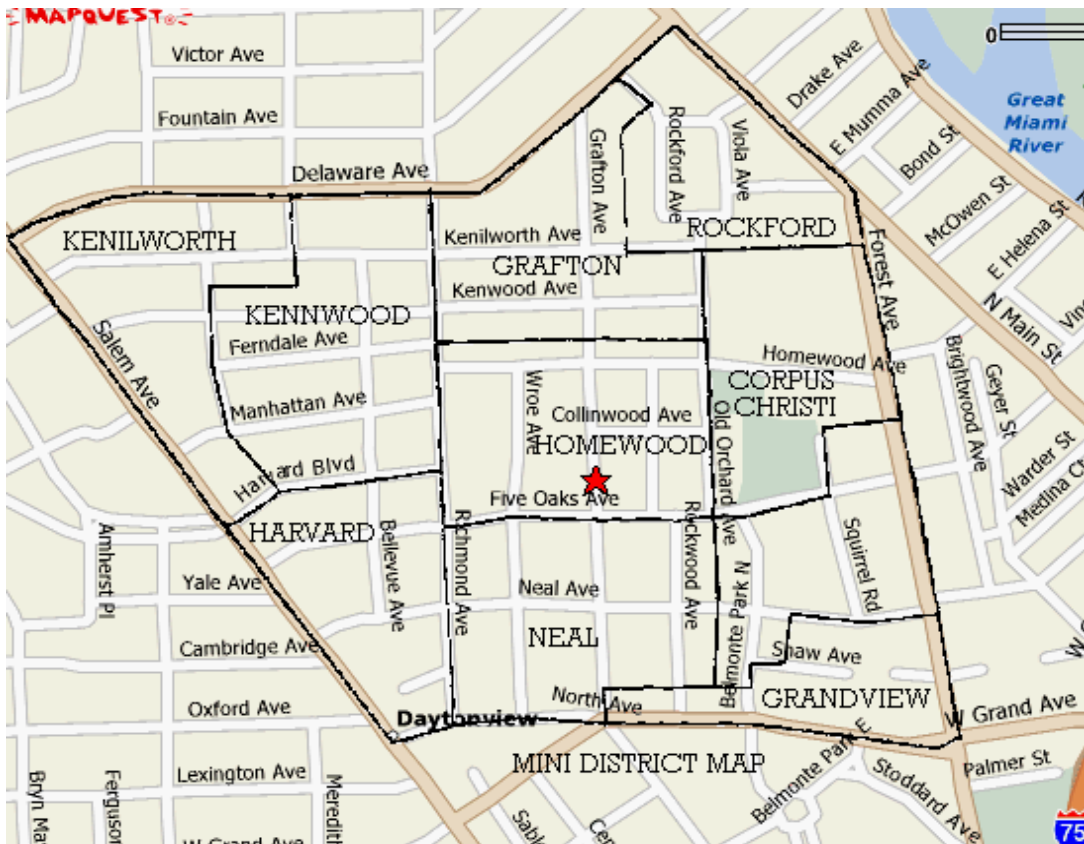 MAPQUEST®
0
Victor Ave
Fountain Ave
Delaware Ave
Drake Ave
E Mumma Ave
Bond St
Great
Miami
River
McOwen St
E Helena St
N Main St
Grafton Ave
Rockford Ave
Viola Ave
KENILWORTH
Kenilworth Ave
ROCKFORD
GRAFTON
Forest Ave
Kenwood Ave
KENNWOOD
Salem Ave
Ferndale Ave
Homewood Ave
Brightwood Ave
Geyer St
CORPUS
CHRISTI
Manhattan Ave
Wroe Ave
Collinwood Ave
HOMEWOOD
Old Orchard Ave
Warder St
Harvard Blvd
Five Oaks Ave
HARVARD
Amherst Pl
Bellevue Ave
Richmond Ave
Rockwood Ave
N
Belmonte Park
Squirrel Rd
Yale Ave
Neal Ave
NEAL
Cambridge Ave
Shaw Ave
GRANDVIEW
North Ave
Oxford Ave
Daytonview
W Grand Ave
MINI DISTRICT MAP
Belmonte Park E
Stoddard Ave
Palmer St
Lexington Ave
Ferguson
Meredith
W Grand Ave
75